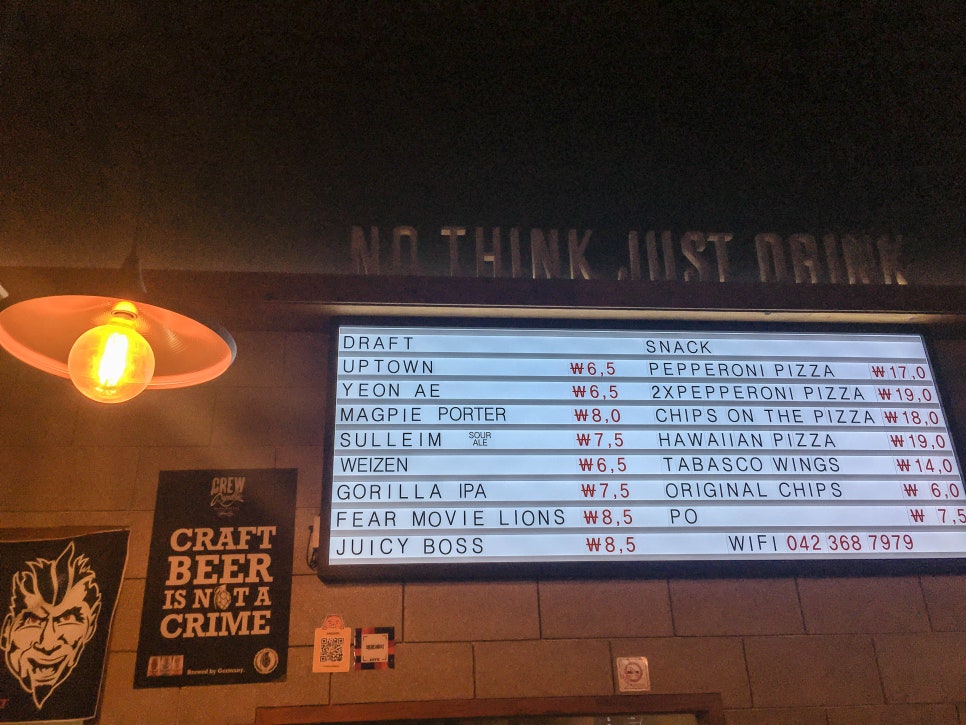 NO THINK JUST DRINK
DRAFT
UPTOWN ₩6,5
YEON AE ₩6,5
MAGPIE PORTER ₩8,0
SULLEIM SOUR ALE ₩7,5
WEIZEN ₩6,5
GORILLA IPA ₩7,5
FEAR MOVIE LIONS ₩8,5
JUICY BOSS ₩8,5
SNACK
PEPPERONI PIZZA ₩17,0
2XPEPPERONI PIZZA ₩19,0
CHIPS ON THE PIZZA ₩18,0
HAWAIIAN PIZZA ₩19,0
TABASCO WINGS ₩14,0
ORIGINAL CHIPS ₩ 6,0
PO ₩ 7,5
WIFI 042 368 7979
CREW
Republic
CRAFT
BEER
IS NOT A
CRIME
Brewed by Germany.